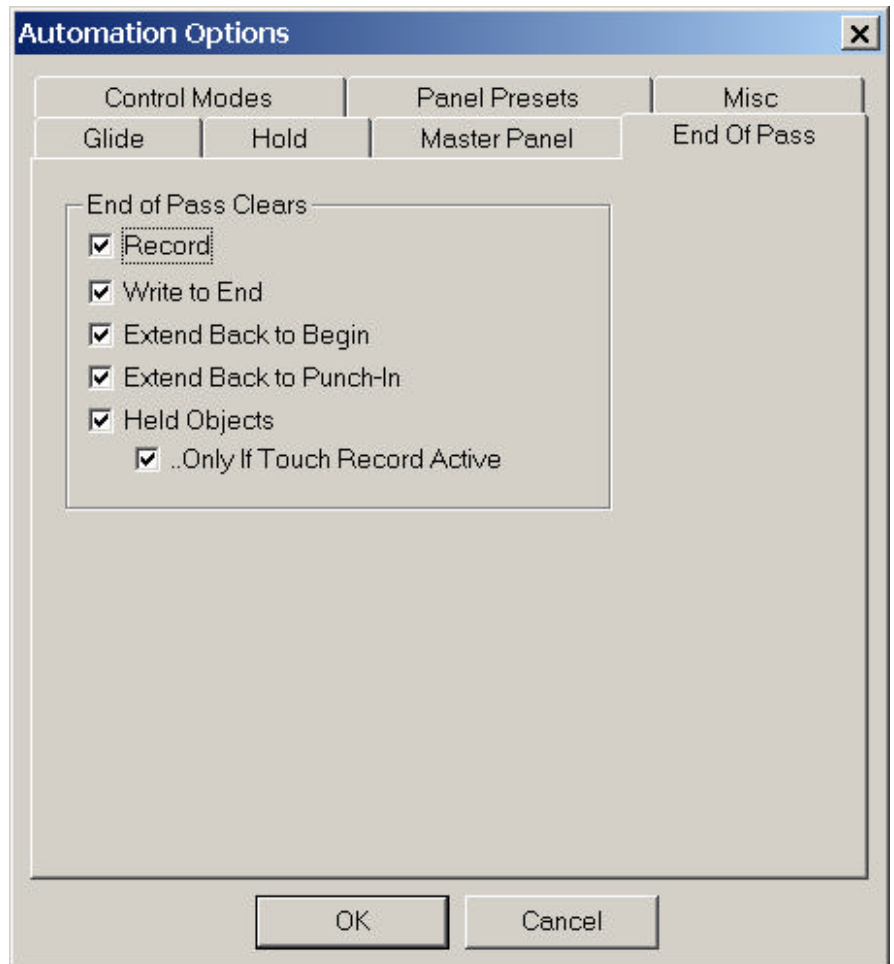 Automation Options
Control Modes Panel Presets Misc
Glide Hold Master Panel End Of Pass
End of Pass Clears
Record
Write to End
Extend Back to Begin
Extend Back to Punch-In
Held Objects
..Only If Touch Record Active
OK Cancel